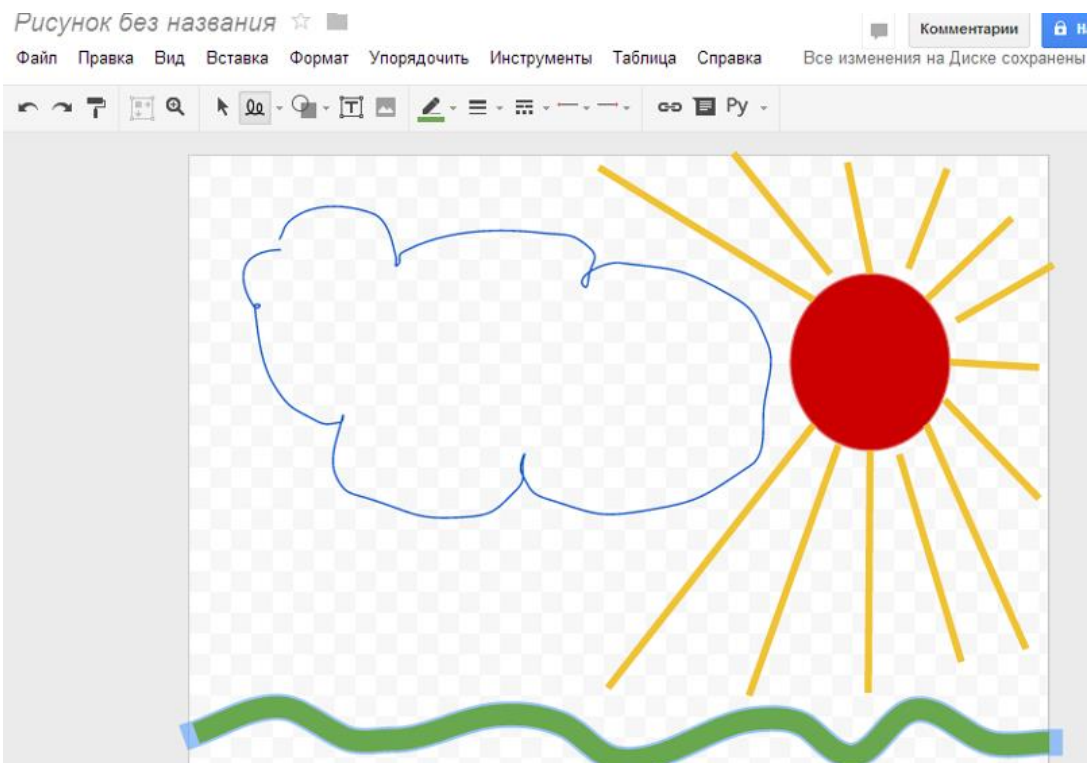 Рисунок без названия
Комментарии
Файл Правка Вид Вставка Формат Упорядочить Инструменты Таблица Справка Все изменения на Диске сохранены
Ру